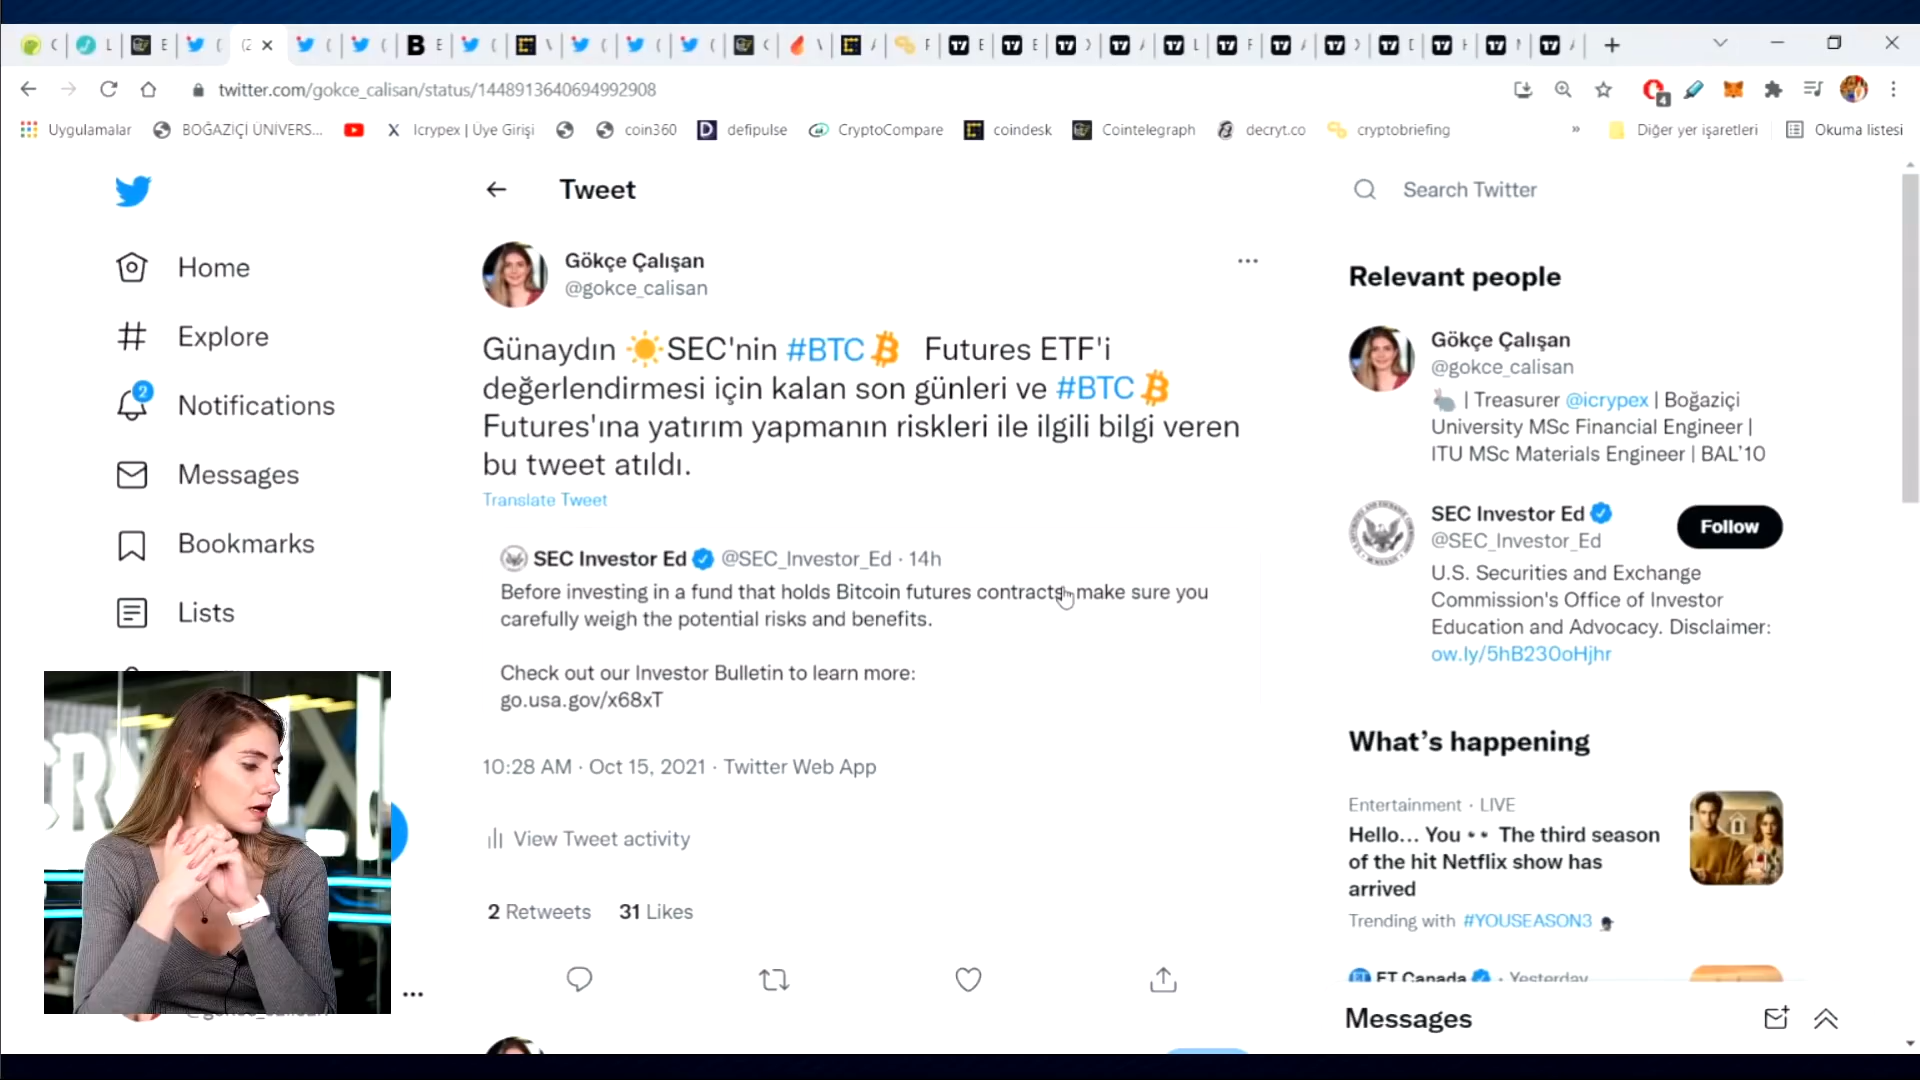 twitter.com/gokce_calisan/status/1448913640694992908
Uygulamalar
BOĞAZİÇİ ÜNİVERS...
Icrypex | Üye Girişi
coin360
defipulse
CryptoCompare
coindesk
Cointelegraph
decryt.co
cryptobriefing
»
Diğer yer işaretleri
Okuma listesi
Home
Explore
2
Notifications
Messages
Bookmarks
Lists
Tweet
Gökçe Çalışan
@gokce_calisan
Günaydın ☀️SEC'nin #BTC Futures ETF'i
değerlendirmesi için kalan son günleri ve #BTC
Futures'ına yatırım yapmanın riskleri ile ilgili bilgi veren
bu tweet atıldı.
Translate Tweet
SEC Investor Ed @SEC_Investor_Ed · 14h
Before investing in a fund that holds Bitcoin futures contracts, make sure you
carefully weigh the potential risks and benefits.
Check out our Investor Bulletin to learn more:
go.usa.gov/x68xT
10:28 AM · Oct 15, 2021 · Twitter Web App
View Tweet activity
2 Retweets 31 Likes
Search Twitter
Relevant people
Gökçe Çalışan
@gokce_calisan
🐇 | Treasurer @icrypex | Boğaziçi
University MSc Financial Engineer |
ITU MSc Materials Engineer | BAL'10
SEC Investor Ed
@SEC_Investor_Ed
Follow
U.S. Securities and Exchange
Commission's Office of Investor
Education and Advocacy. Disclaimer:
ow.ly/5hB23OoHjhr
What's happening
Entertainment · LIVE
Hello... You 👀 The third season
of the hit Netflix show has
arrived
Trending with #YOUSEASON3
ET Canada · Yesterday
Messages